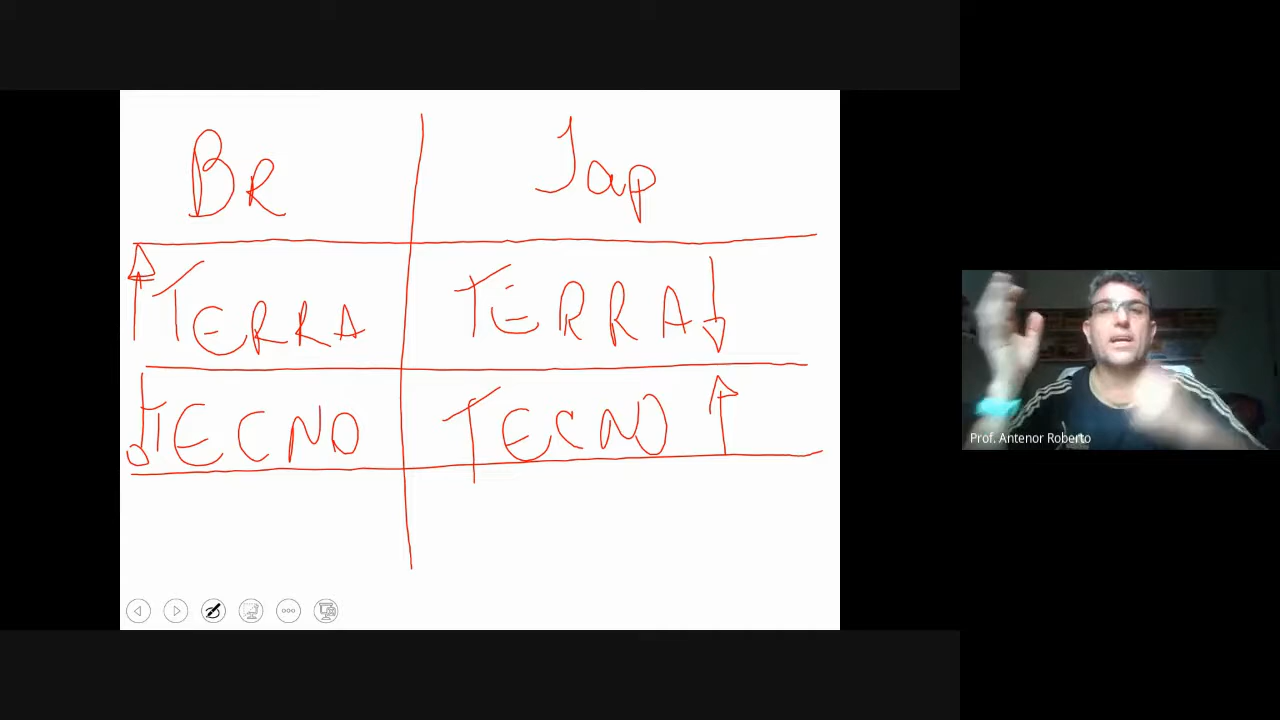 BR Jap
↑TERRA TERRA↓
↓TECNO TECNO↑
Prof. Antenor Roberto